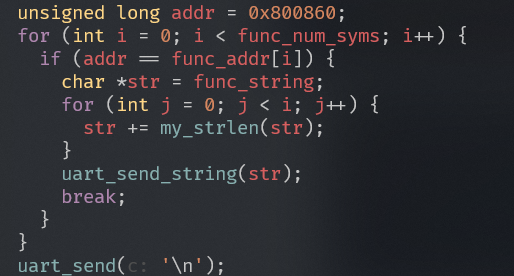 unsigned long addr = 0x800860;
for (int i = 0; i < func_num_syms; i++) {
if (addr == func_addr[i]) {
char *str = func_string;
for (int j = 0; j < i; j++) {
str += my_strlen(str);
}
uart_send_string(str);
break;
}
}
uart_send(c: '\n');